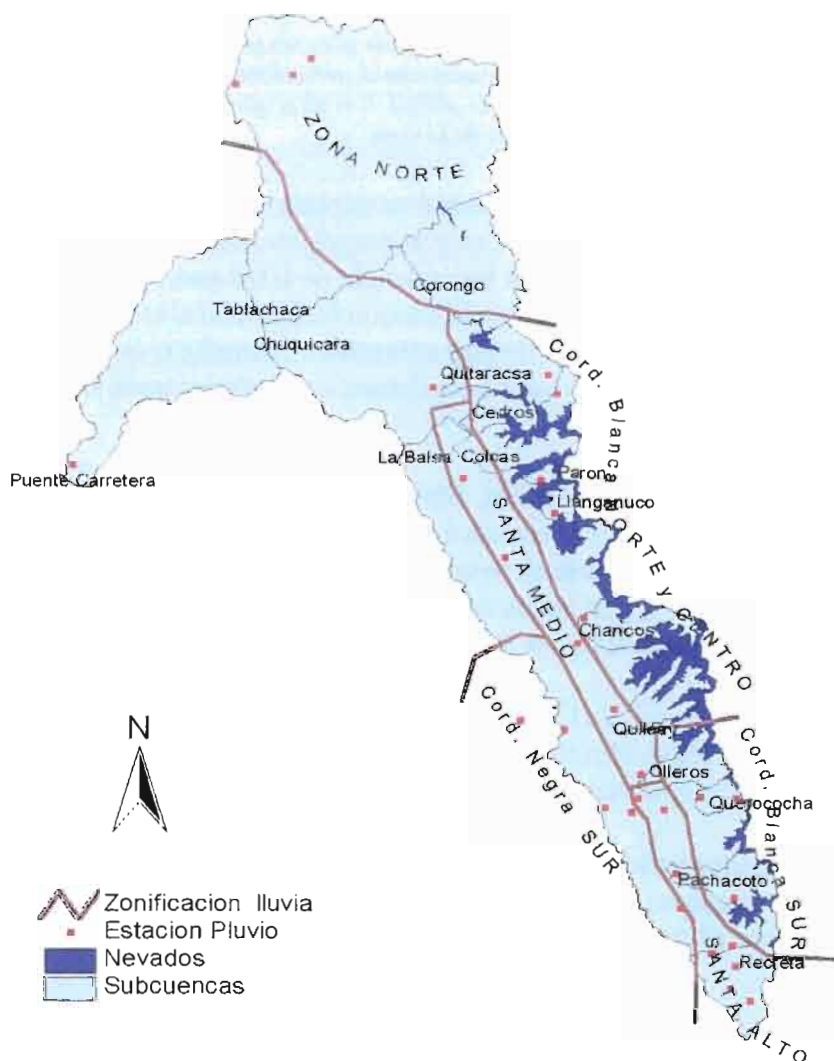 ZONA NORTE
Corongo
Tablachaca
Chuquicara
Quitaracsa
Cedros
La Balsa
Colcas
Puente Carretera
Paron
Llanganuco
Cord. Blanca NORTE y CENTRO
SANTA MEDIO
Chancos
Cord. Negra SUR
Olleros
Querococha
Cord. Blanca SUR
Pachacoto
Recreta
SANTA ALTO
N
Zonificacion lluvia
Estacion Pluvio
Nevados
Subcuencas